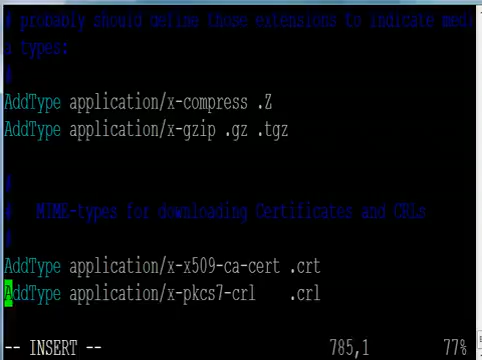 # probably should define those extensions to indicate medi
a types:
#
AddType application/x-compress .Z
AddType application/x-gzip .gz .tgz
#
#   MIME-types for downloading Certificates and CRLs
#
AddType application/x-x509-ca-cert .crt
AddType application/x-pkcs7-crl    .crl
-- INSERT -- 785,1 77%